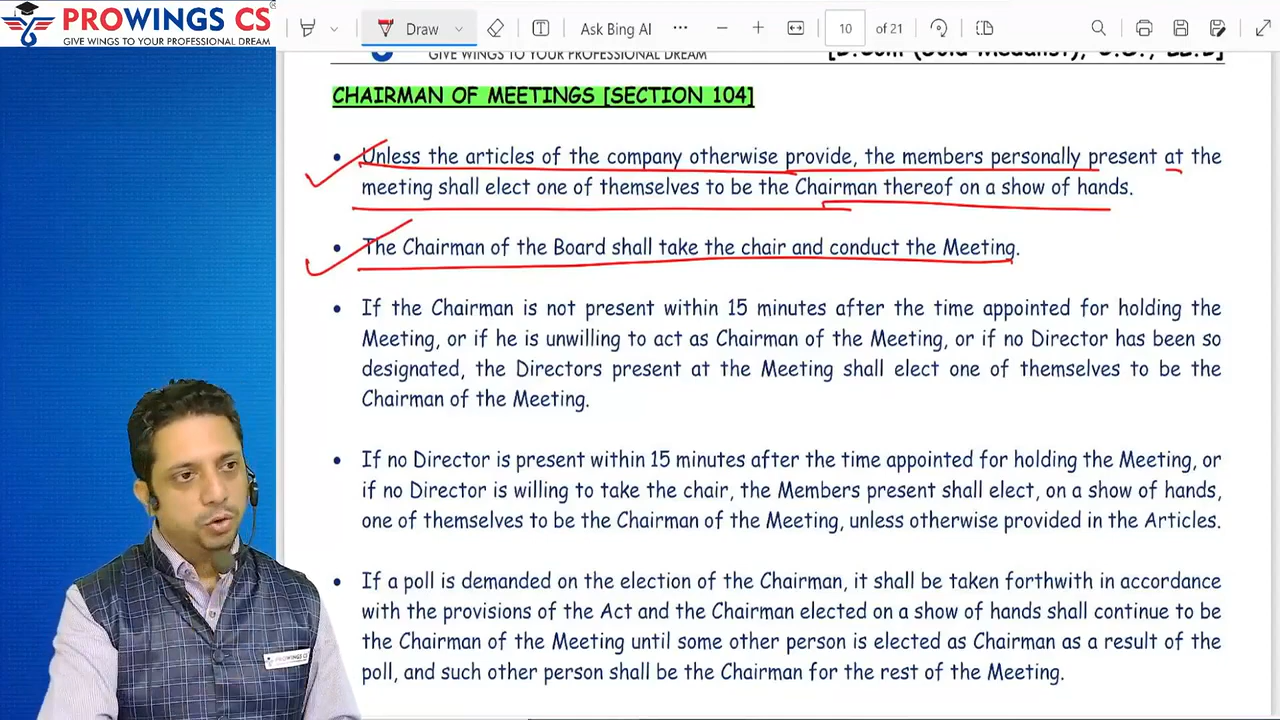 PROWINGS CS
GIVE WINGS TO YOUR PROFESSIONAL DREAM
Draw
Ask Bing AI
10 of 21
GIVE WINGS TO YOUR PROFESSIONAL DREAM
CHAIRMAN OF MEETINGS [SECTION 104]
• Unless the articles of the company otherwise provide, the members personally present at the
meeting shall elect one of themselves to be the Chairman thereof on a show of hands.
• The Chairman of the Board shall take the chair and conduct the Meeting.
• If the Chairman is not present within 15 minutes after the time appointed for holding the
Meeting, or if he is unwilling to act as Chairman of the Meeting, or if no Director has been so
designated, the Directors present at the Meeting shall elect one of themselves to be the
Chairman of the Meeting.
• If no Director is present within 15 minutes after the time appointed for holding the Meeting, or
if no Director is willing to take the chair, the Members present shall elect, on a show of hands,
one of themselves to be the Chairman of the Meeting, unless otherwise provided in the Articles.
• If a poll is demanded on the election of the Chairman, it shall be taken forthwith in accordance
with the provisions of the Act and the Chairman elected on a show of hands shall continue to be
the Chairman of the Meeting until some other person is elected as Chairman as a result of the
poll, and such other person shall be the Chairman for the rest of the Meeting.